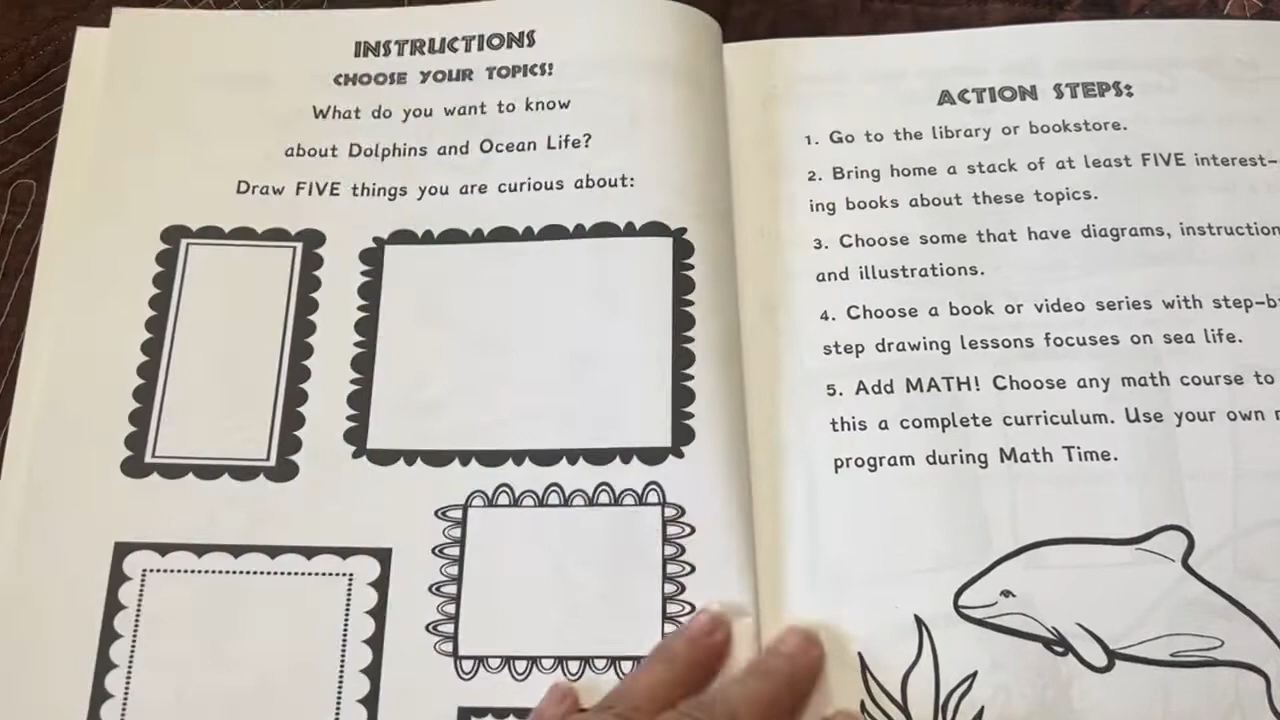 INSTRUCTIONS
CHOOSE YOUR TOPICS!
What do you want to know
about Dolphins and Ocean Life?
Draw FIVE things you are curious about:
ACTION STEPS:
1. Go to the library or bookstore.
2. Bring home a stack of at least FIVE interest-
ing books about these topics.
3. Choose some that have diagrams, instruction
and illustrations.
4. Choose a book or video series with step-b
step drawing lessons focuses on sea life.
5. Add MATH! Choose any math course to
this a complete curriculum. Use your own
program during Math Time.